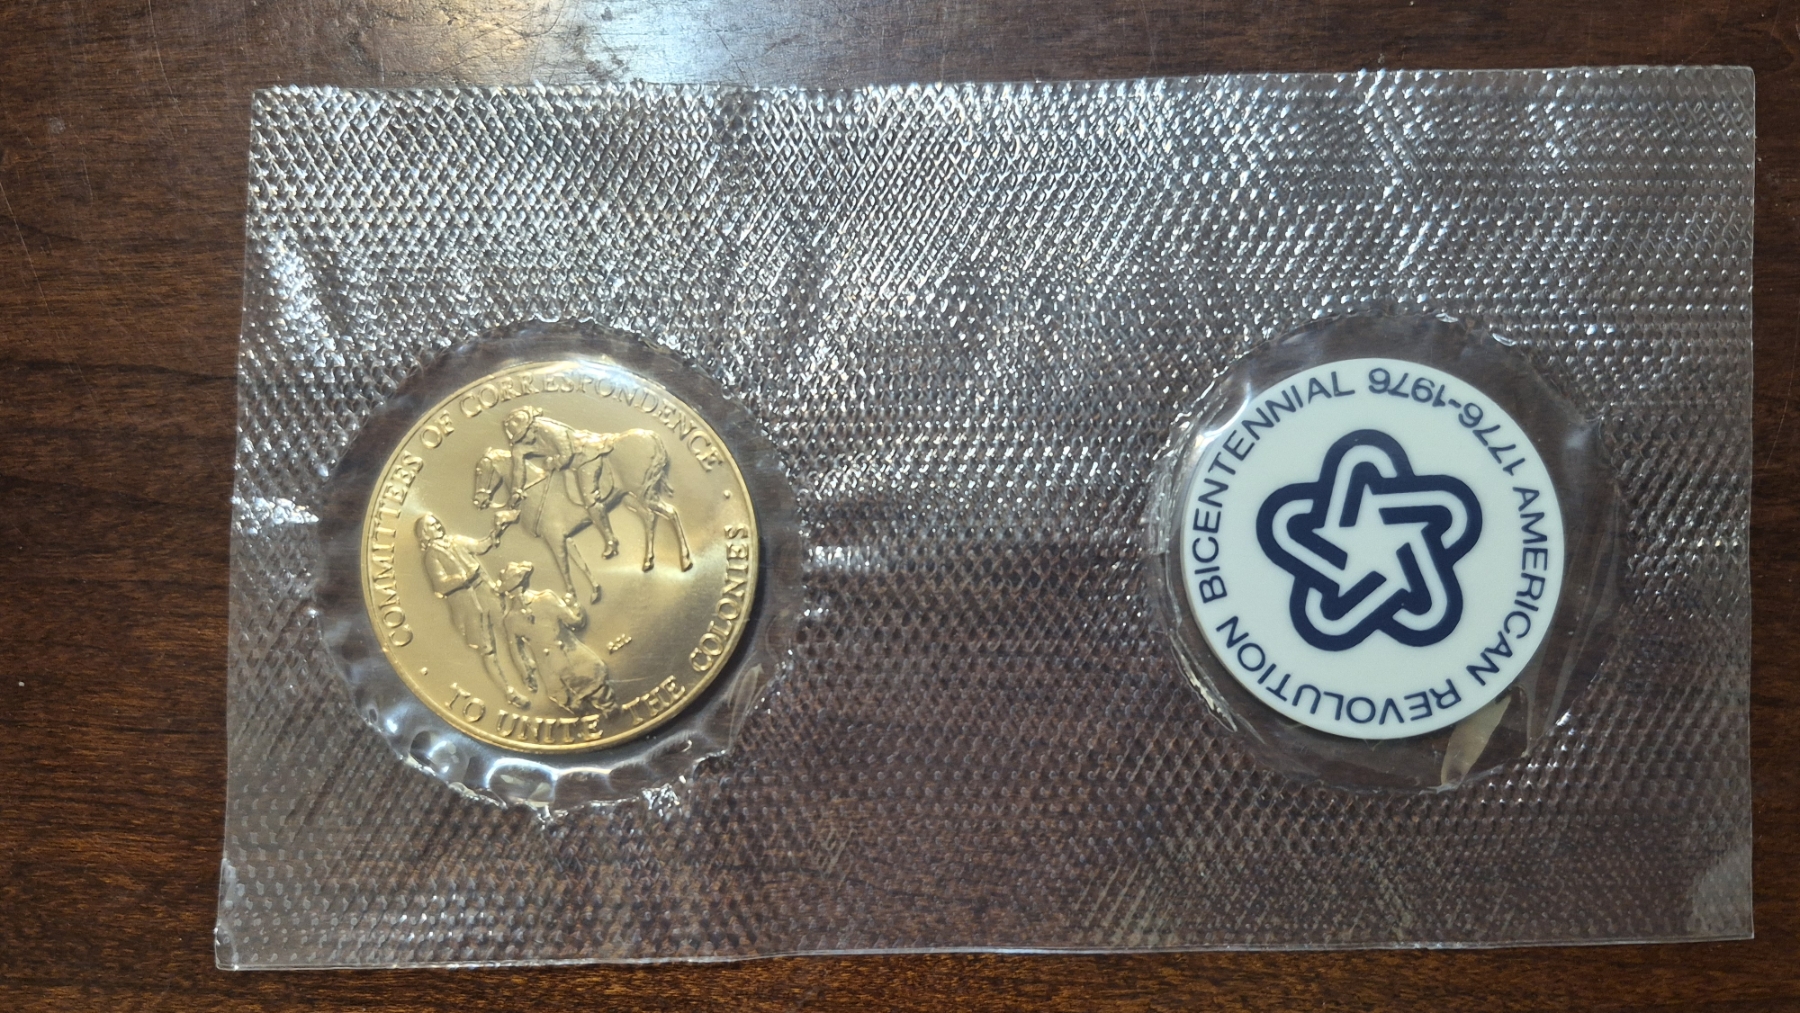 COMMITTEES OF CORRESPONDENCE
TO UNITE THE COLONIES
AMERICAN REVOLUTION BICENTENNIAL 1776-1976